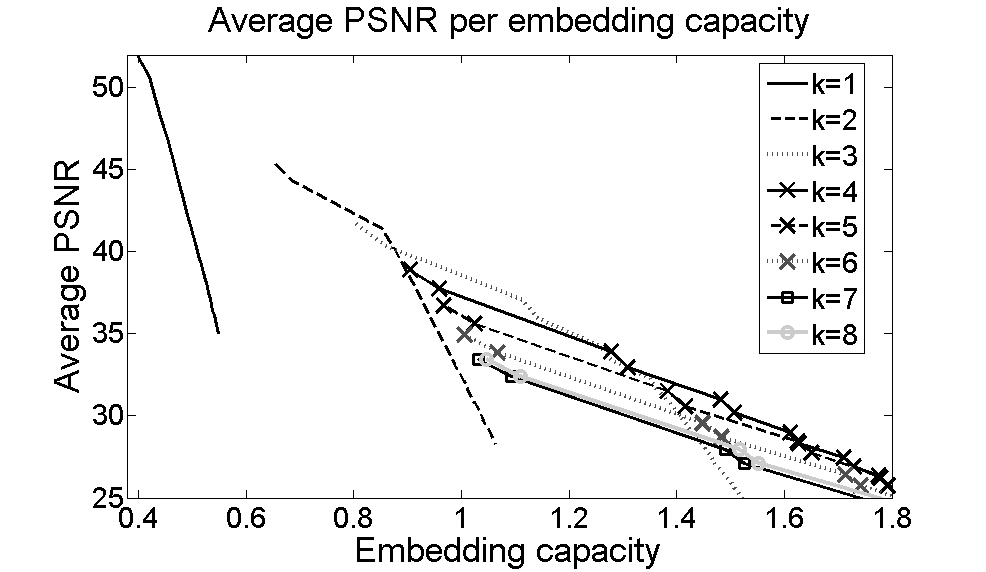 Average PSNR per embedding capacity
Average PSNR
50
45
40
35
30
25
0.4 0.6 0.8 1 1.2 1.4 1.6 1.8
Embedding capacity
k=1
k=2
k=3
k=4
k=5
k=6
k=7
k=8